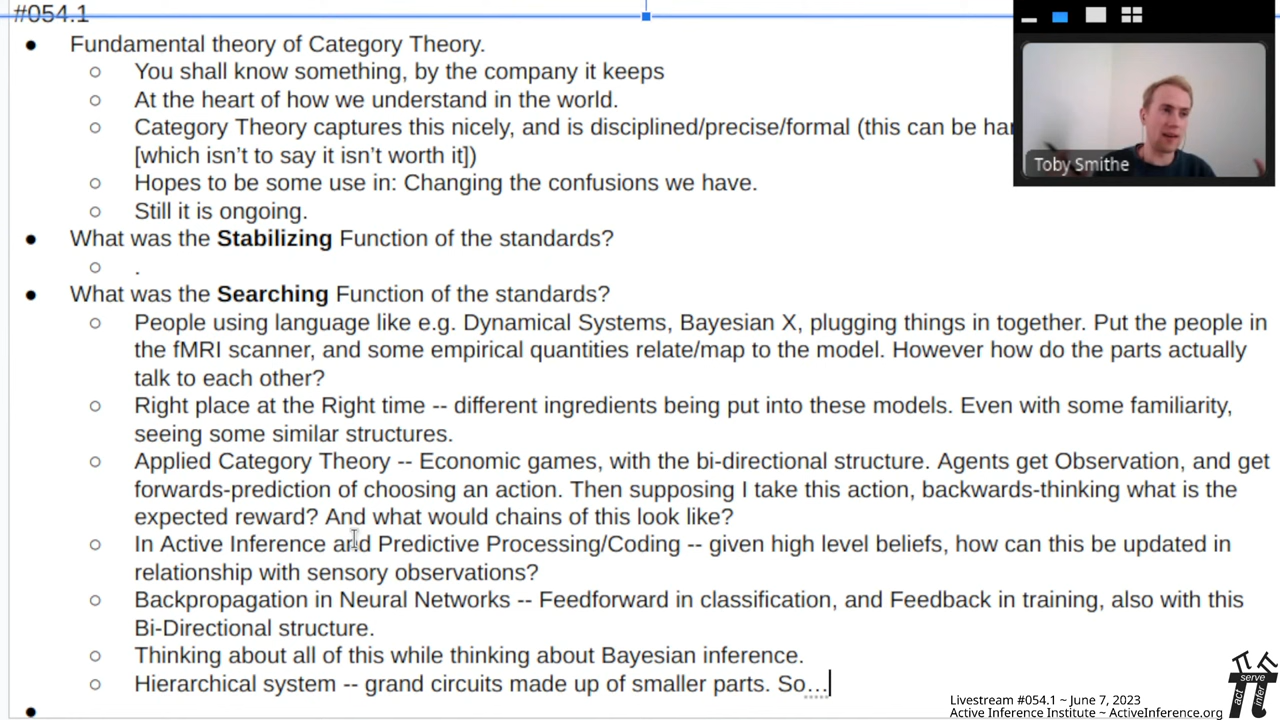 #054.1
● Fundamental theory of Category Theory.
○ You shall know something, by the company it keeps
○ At the heart of how we understand in the world.
○ Category Theory captures this nicely, and is disciplined/precise/formal (this can be
[which isn’t to say it isn’t worth it])
○ Hopes to be some use in: Changing the confusions we have.
○ Still it is ongoing.
● What was the Stabilizing Function of the standards?
○ .
● What was the Searching Function of the standards?
○ People using language like e.g. Dynamical Systems, Bayesian X, plugging things in together. Put the people in
the fMRI scanner, and some empirical quantities relate/map to the model. However how do the parts actually
talk to each other?
○ Right place at the Right time -- different ingredients being put into these models. Even with some familiarity,
seeing some similar structures.
○ Applied Category Theory -- Economic games, with the bi-directional structure. Agents get Observation, and get
forwards-prediction of choosing an action. Then supposing I take this action, backwards-thinking what is the
expected reward? And what would chains of this look like?
○ In Active Inference and Predictive Processing/Coding -- given high level beliefs, how can this be updated in
relationship with sensory observations?
○ Backpropagation in Neural Networks -- Feedforward in classification, and Feedback in training, also with this
Bi-Directional structure.
○ Thinking about all of this while thinking about Bayesian inference.
○ Hierarchical system -- grand circuits made up of smaller parts. So...
●
Toby Smithe
Livestream #054.1 ~ June 7, 2023
Active Inference Institute ~ ActiveInference.org
act
serve
infer